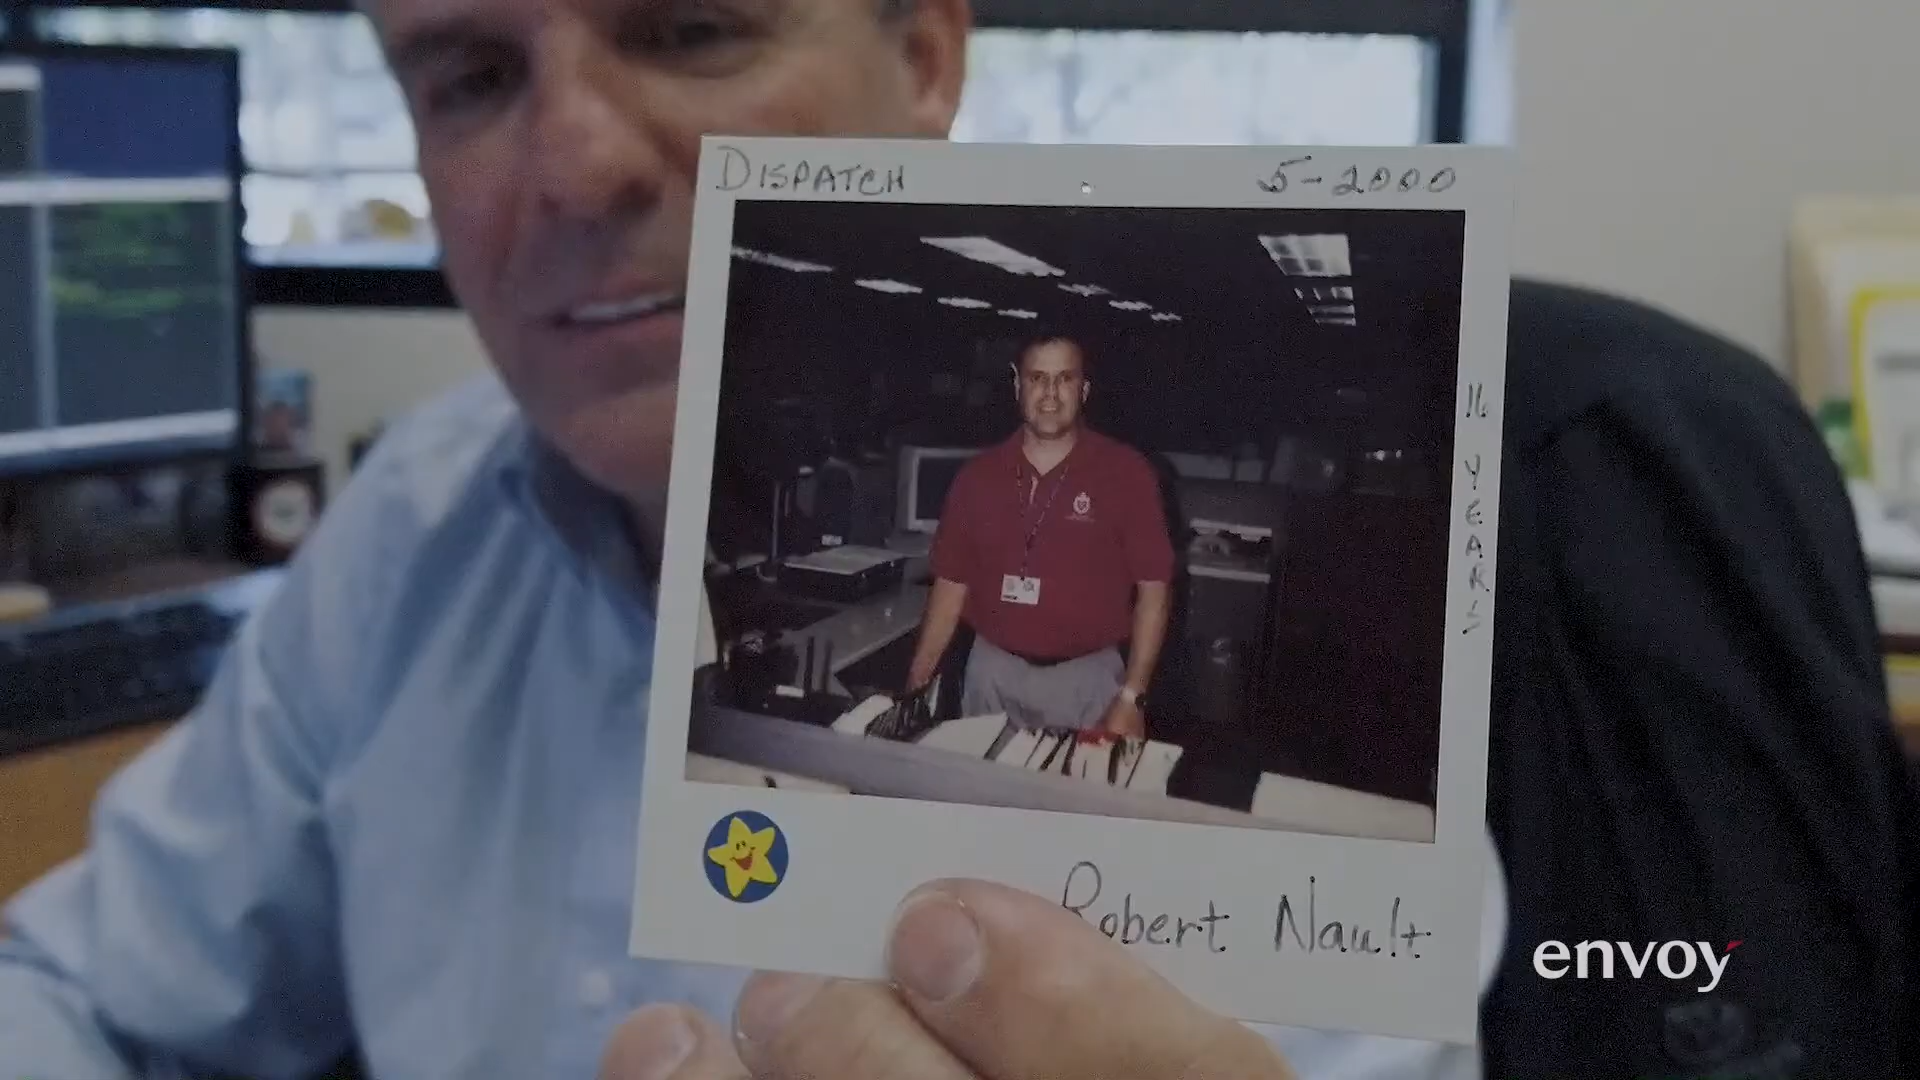 DISPATCH 5-2000
16 YEARS
Robert Nault
envoy